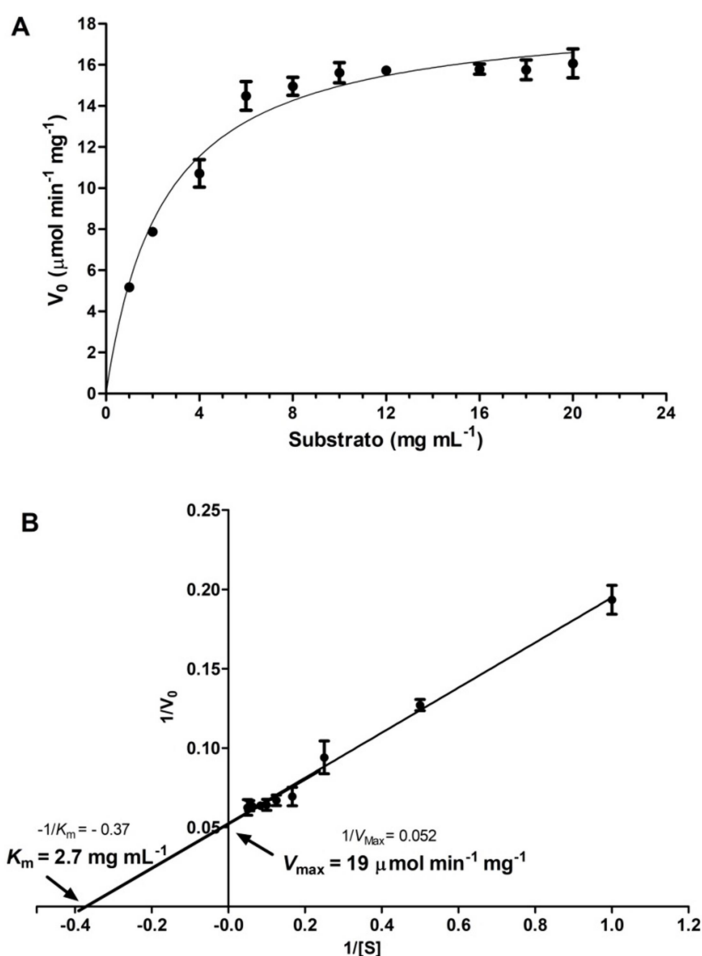 A
18
16
14
12
10
8
6
4
2
0
V₀ (μmol min⁻¹ mg⁻¹)
0 4 8 12 16 20 24
Substrato (mg mL⁻¹)
B
0.25
0.20
0.15
0.10
0.05
1/V₀
-1/Kₘ = - 0.37
Kₘ = 2.7 mg mL⁻¹
1/V_Max = 0.052
V_max = 19 μmol min⁻¹ mg⁻¹
-0.4 -0.2 -0.0 0.2 0.4 0.6 0.8 1.0 1.2
1/[S]